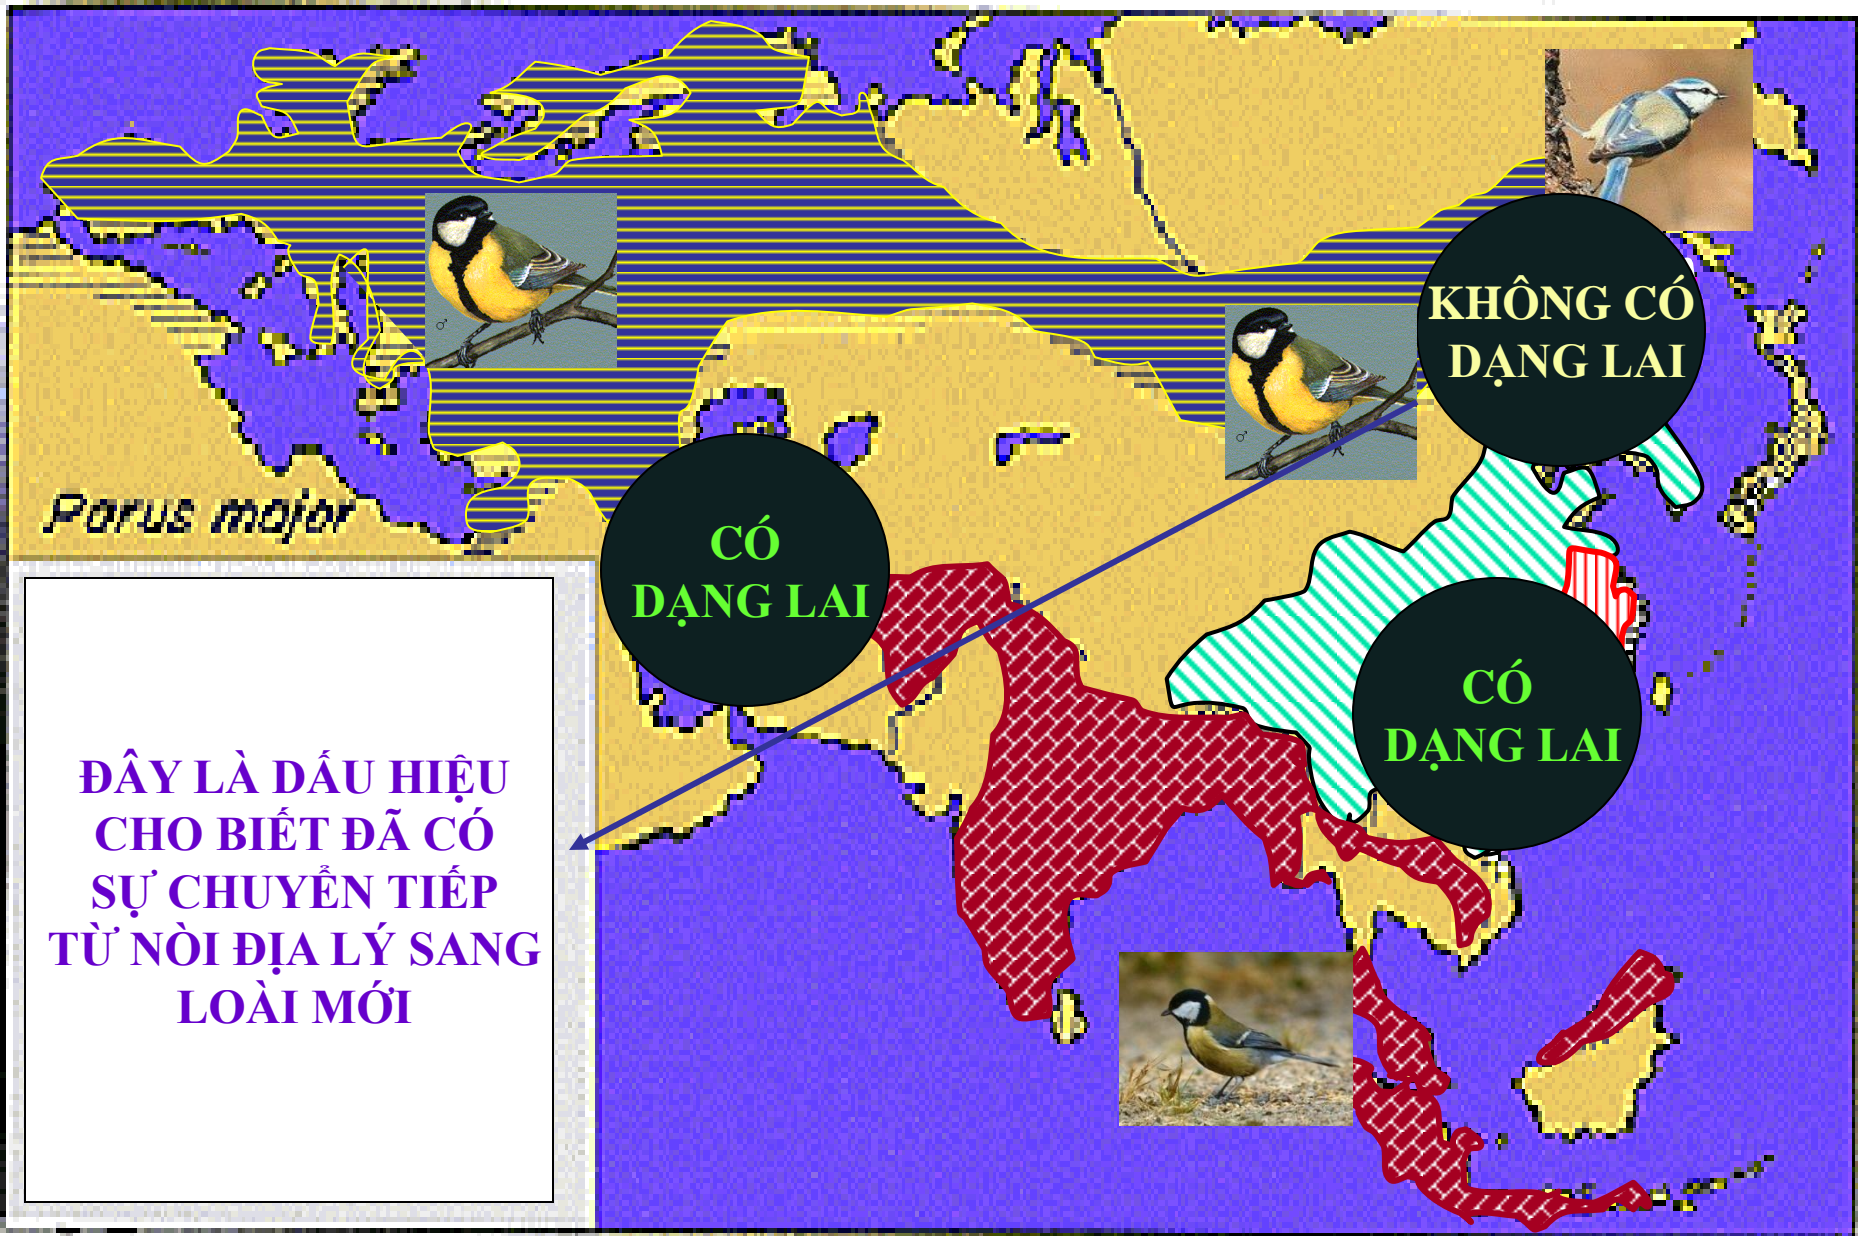 KHÔNG CÓ
DẠNG LAI
Parus major
CÓ
DẠNG LAI
CÓ
DẠNG LAI
ĐÂY LÀ DẤU HIỆU
CHO BIẾT ĐÃ CÓ
SỰ CHUYỂN TIẾP
TỪ NÒI ĐỊA LÝ SANG
LOÀI MỚI
♂
♂